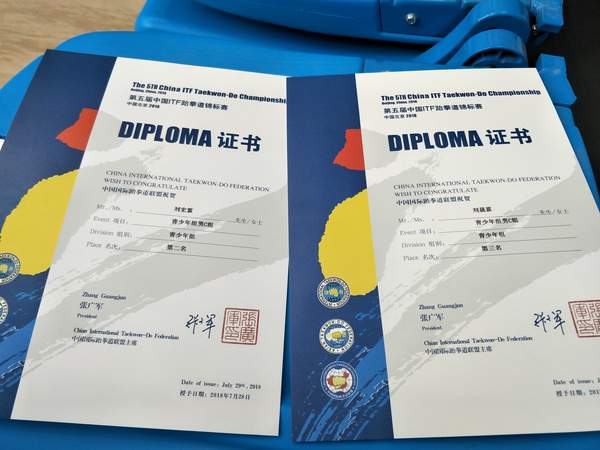 The 5TH China ITF Taekwon-Do Championship
Beijing, China, 2018
第五届中国ITF跆拳道锦标赛
中国北京 2018
DIPLOMA 证书
CHINA INTERNATIONAL TAEKWON-DO FEDERATION
WISH TO CONGRATULATE
中国国际跆拳道联盟祝贺
Mr./Ms. 刘宏 先生/女士
Event 项目: 青少年组男C组
Division 组别: 青少年组
Place 名次: 第二名
Zhang Guangjun
张广军
President
China International Taekwon-Do Federation
中国国际跆拳道联盟主席
Date of issue: July 29th, 2018
授予日期: 2018年7月28日
The 5TH China ITF Taekwon-Do Championship
Beijing, China, 2018
第五届中国ITF跆拳道锦标赛
中国北京 2018
DIPLOMA 证书
CHINA INTERNATIONAL TAEKWON-DO FEDERATION
WISH TO CONGRATULATE
中国国际跆拳道联盟祝贺
Mr./Ms. 刘 先生/女士
Event 项目: 青少年组男C组
Division 组别: 青少年组
Place 名次: 第三名
Zhang Guangjun
张广军
President
China International Taekwon-Do Federation
中国国际跆拳道联盟主席
Date of issue: July
授予日期: 201